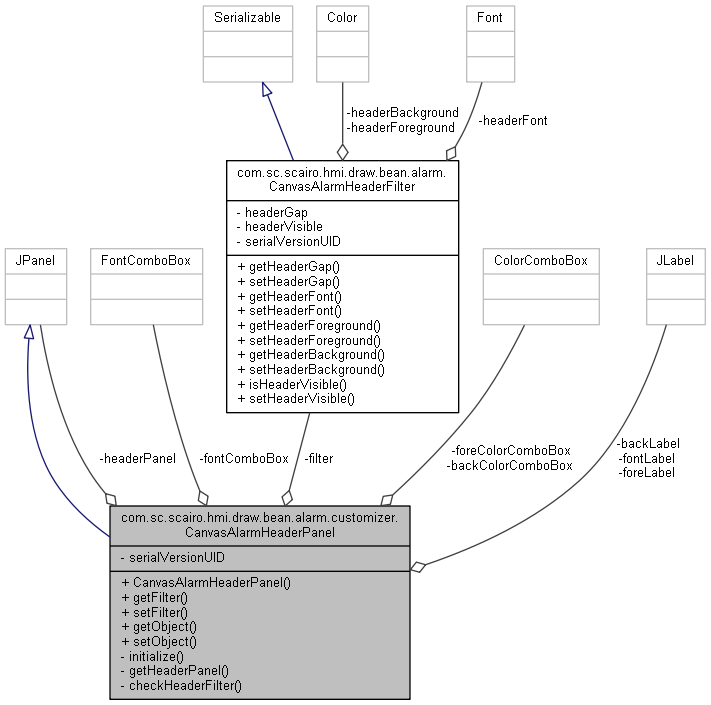 Serializable
Color
Font
-headerBackground
-headerForeground
-headerFont
com.sc.scairo.hmi.draw.bean.alarm.
CanvasAlarmHeaderFilter
- headerGap
- headerVisible
- serialVersionUID
+ getHeaderGap()
+ setHeaderGap()
+ getHeaderFont()
+ setHeaderFont()
+ getHeaderForeground()
+ setHeaderForeground()
+ getHeaderBackground()
+ setHeaderBackground()
+ isHeaderVisible()
+ setHeaderVisible()
JPanel
FontComboBox
ColorComboBox
JLabel
-headerPanel
-fontComboBox
-filter
-foreColorComboBox
-backColorComboBox
-backLabel
-fontLabel
-foreLabel
com.sc.scairo.hmi.draw.bean.alarm.customizer.
CanvasAlarmHeaderPanel
- serialVersionUID
+ CanvasAlarmHeaderPanel()
+ getFilter()
+ setFilter()
+ getObject()
+ setObject()
- initialize()
- getHeaderPanel()
- checkHeaderFilter()